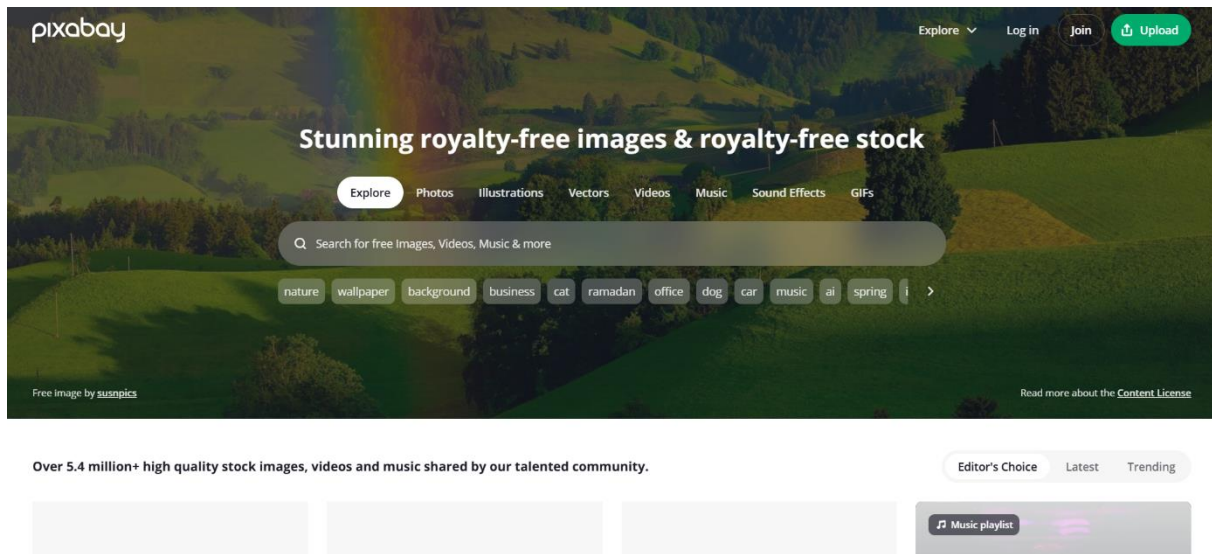 pixabay
Explore Log in Join Upload
Stunning royalty-free images & royalty-free stock
Explore Photos Illustrations Vectors Videos Music Sound Effects GIFs
Search for free Images, Videos, Music & more
nature wallpaper background business cat ramadan office dog car music ai spring
Free image by susnpics
Read more about the Content License
Over 5.4 million+ high quality stock images, videos and music shared by our talented community.
Editor's Choice Latest Trending
Music playlist